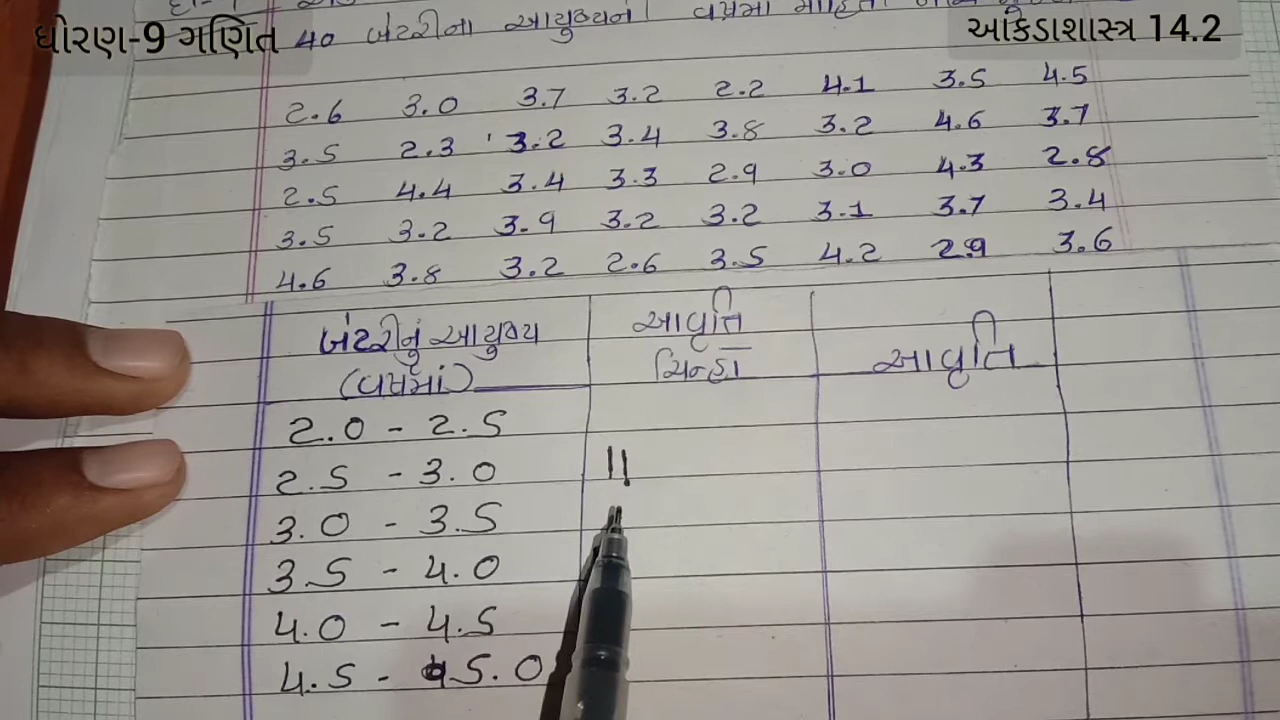 ધોરણ-9 ગણિત
આંકડાશાસ્ત્ર 14.2
40 બેટરીના આયુષ્યની
2.6 3.0 3.7 3.2 2.2 4.1 3.5 4.5
3.5 2.3 3.2 3.4 3.8 3.2 4.6 3.7
2.5 4.4 3.4 3.3 2.9 3.0 4.3 2.8
3.5 3.2 3.9 3.2 3.2 3.1 3.7 3.4
4.6 3.8 3.2 2.6 3.5 4.2 2.9 3.6
બેટરીનું આયુષ્ય આવૃત્તિ
(વર્ષમાં) ચિન્હો આવૃતિ
2.0 - 2.5
2.5 - 3.0 ||
3.0 - 3.5
3.5 - 4.0
4.0 - 4.5
4.5 - 5.0